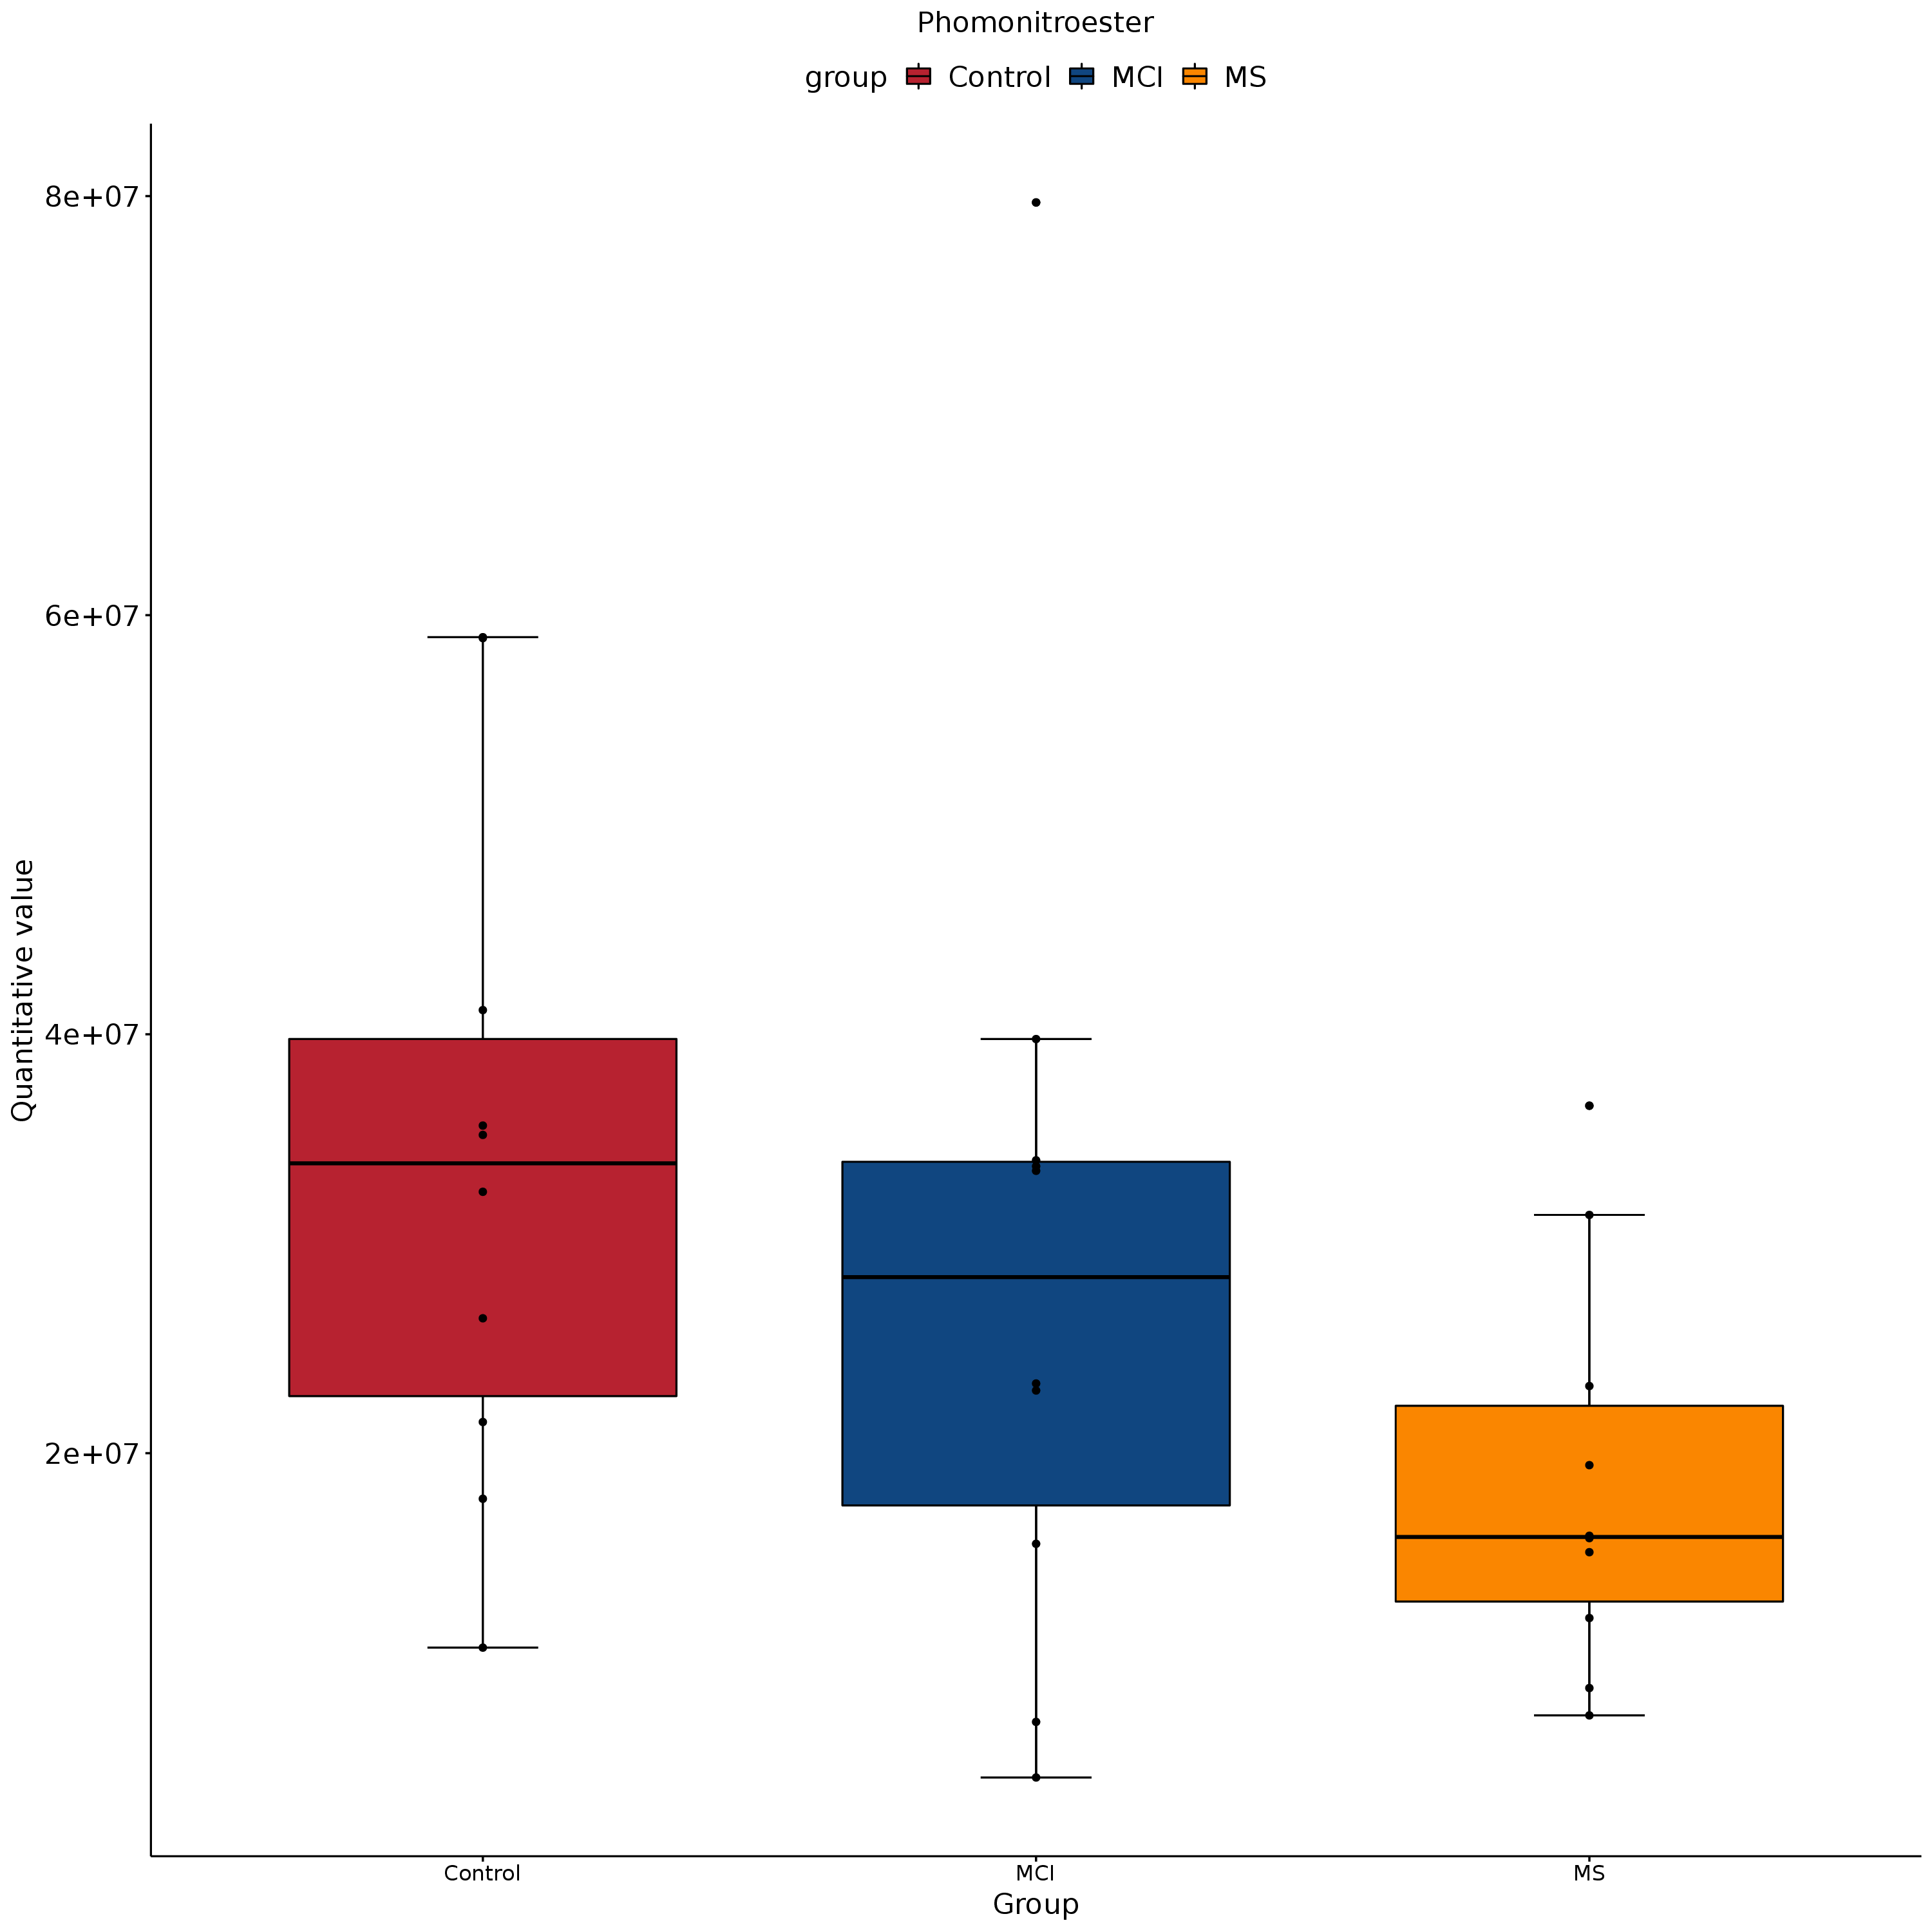 Phomonitroester
group Control MCI MS
Quantitative value
8e+07
6e+07
4e+07
2e+07
Control MCI MS
Group